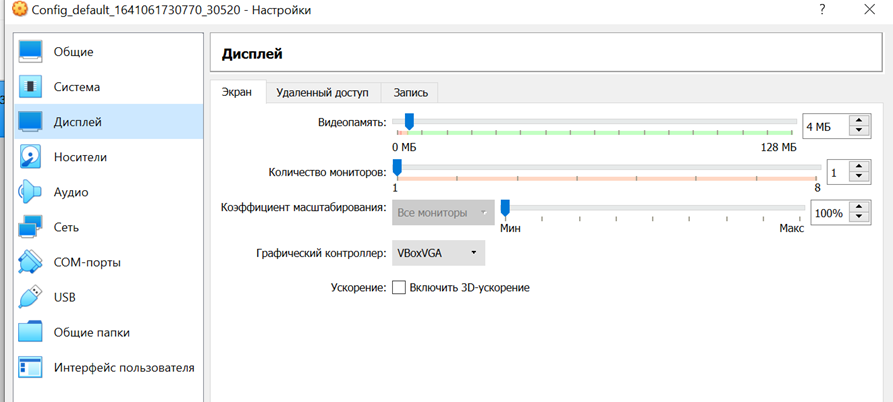 Config_default_1641061730770_30520 - Настройки
?
Общие
Система
Дисплей
Носители
Аудио
Сеть
COM-порты
USB
Общие папки
Интерфейс пользователя
Дисплей
Экран Удаленный доступ Запись
Видеопамять: 4 МБ
0 МБ 128 МБ
Количество мониторов: 1
1 8
Коэффициент масштабирования: Все мониторы 100%
Мин Макс
Графический контроллер: VBoxVGA
Ускорение: Включить 3D-ускорение